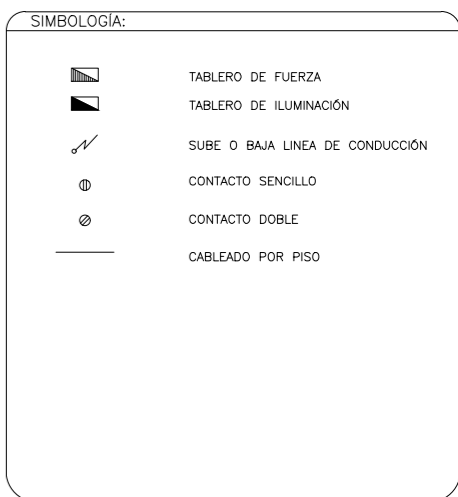 SIMBOLOGÍA:
TABLERO DE FUERZA
TABLERO DE ILUMINACIÓN
SUBE O BAJA LINEA DE CONDUCCIÓN
CONTACTO SENCILLO
CONTACTO DOBLE
CABLEADO POR PISO